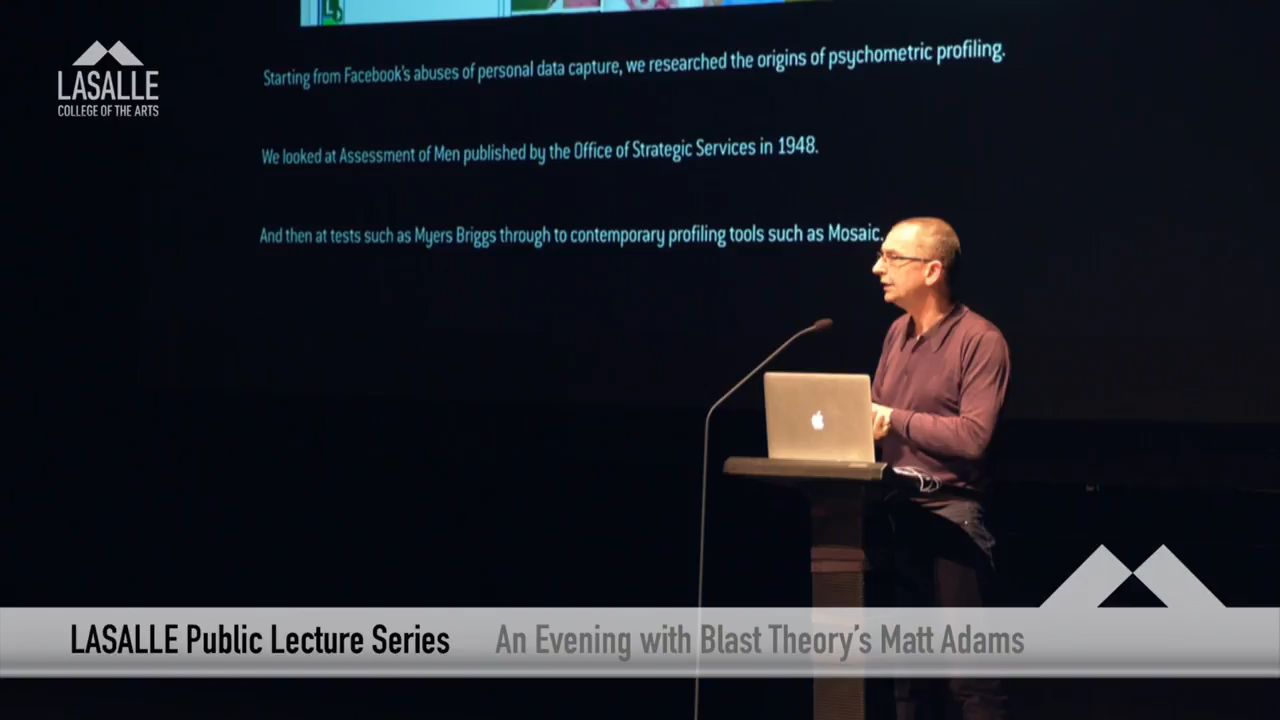 LASALLE
COLLEGE OF THE ARTS
Starting from Facebook's abuses of personal data capture, we researched the origins of psychometric profiling.
We looked at Assessment of Men published by the Office of Strategic Services in 1948.
And then at tests such as Myers Briggs through to contemporary profiling tools such as Mosaic.
LASALLE Public Lecture Series An Evening with Blast Theory's Matt Adams